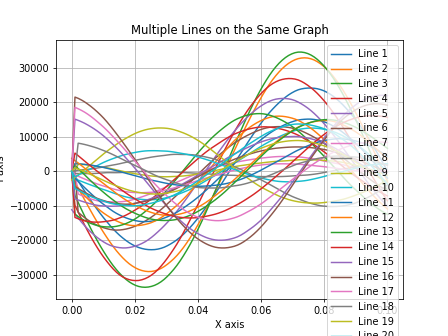 Multiple Lines on the Same Graph
30000
20000
10000
0
-10000
-20000
-30000
0.00
0.02
0.04
0.06
X axis
Line 1
Line 2
Line 3
Line 4
Line 5
Line 6
Line 7
Line 8
Line 9
Line 10
Line 11
Line 12
Line 13
Line 14
Line 15
Line 16
Line 17
Line 18
Line 19